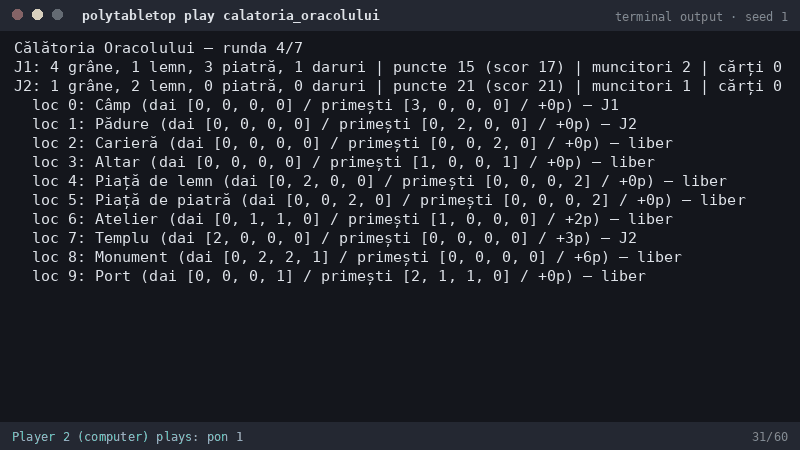 polytabletop play calatoria_oracolului
terminal output · seed 1
Călătoria Oracolului — runda 4/7
J1: 4 grâne, 1 lemn, 3 piatră, 1 daruri | puncte 15 (scor 17) | muncitori 2 | cărți 0
J2: 1 grâne, 2 lemn, 0 piatră, 0 daruri | puncte 21 (scor 21) | muncitori 1 | cărți 0
loc 0: Câmp (dai [0, 0, 0, 0] / primești [3, 0, 0, 0] / +0p) — J1
loc 1: Pădure (dai [0, 0, 0, 0] / primești [0, 2, 0, 0] / +0p) — J2
loc 2: Carieră (dai [0, 0, 0, 0] / primești [0, 0, 2, 0] / +0p) — liber
loc 3: Altar (dai [0, 0, 0, 0] / primești [1, 0, 0, 1] / +0p) — liber
loc 4: Piață de lemn (dai [0, 2, 0, 0] / primești [0, 0, 0, 2] / +0p) — liber
loc 5: Piață de piatră (dai [0, 0, 2, 0] / primești [0, 0, 0, 2] / +0p) — liber
loc 6: Atelier (dai [0, 1, 1, 0] / primești [1, 0, 0, 0] / +2p) — liber
loc 7: Templu (dai [2, 0, 0, 0] / primești [0, 0, 0, 0] / +3p) — J2
loc 8: Monument (dai [0, 2, 2, 1] / primești [0, 0, 0, 0] / +6p) — liber
loc 9: Port (dai [0, 0, 0, 1] / primești [2, 1, 1, 0] / +0p) — liber
Player 2 (computer) plays: pon 1
31/60